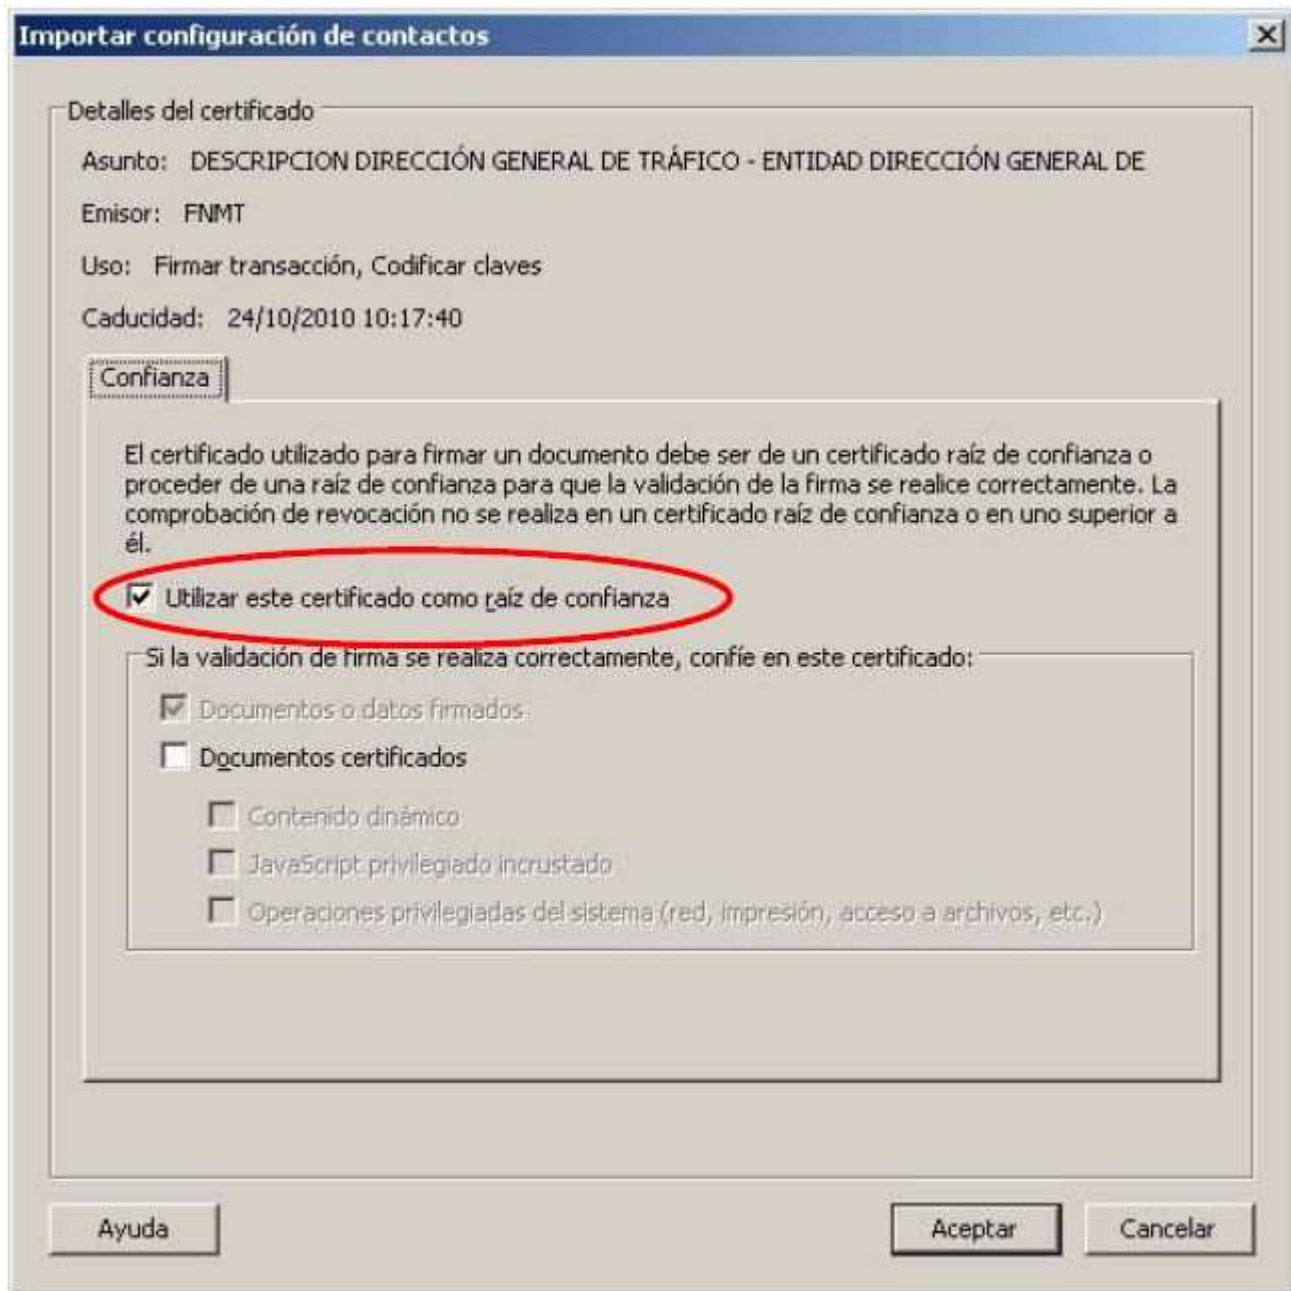 Importar configuración de contactos
Detalles del certificado
Asunto: DESCRIPCION DIRECCIÓN GENERAL DE TRÁFICO - ENTIDAD DIRECCIÓN GENERAL DE
Emisor: FNMT
Uso: Firmar transacción, Codificar claves
Caducidad: 24/10/2010 10:17:40
Confianza
El certificado utilizado para firmar un documento debe ser de un certificado raíz de confianza o
proceder de una raíz de confianza para que la validación de la firma se realice correctamente. La
comprobación de revocación no se realiza en un certificado raíz de confianza o en uno superior a
él.
Utilizar este certificado como raíz de confianza
Si la validación de firma se realiza correctamente, confíe en este certificado:
Documentos o datos firmados
Documentos certificados
Contenido dinámico
JavaScript privilegiado incrustado
Operaciones privilegiadas del sistema (red, impresión, acceso a archivos, etc.)
Ayuda
Aceptar
Cancelar